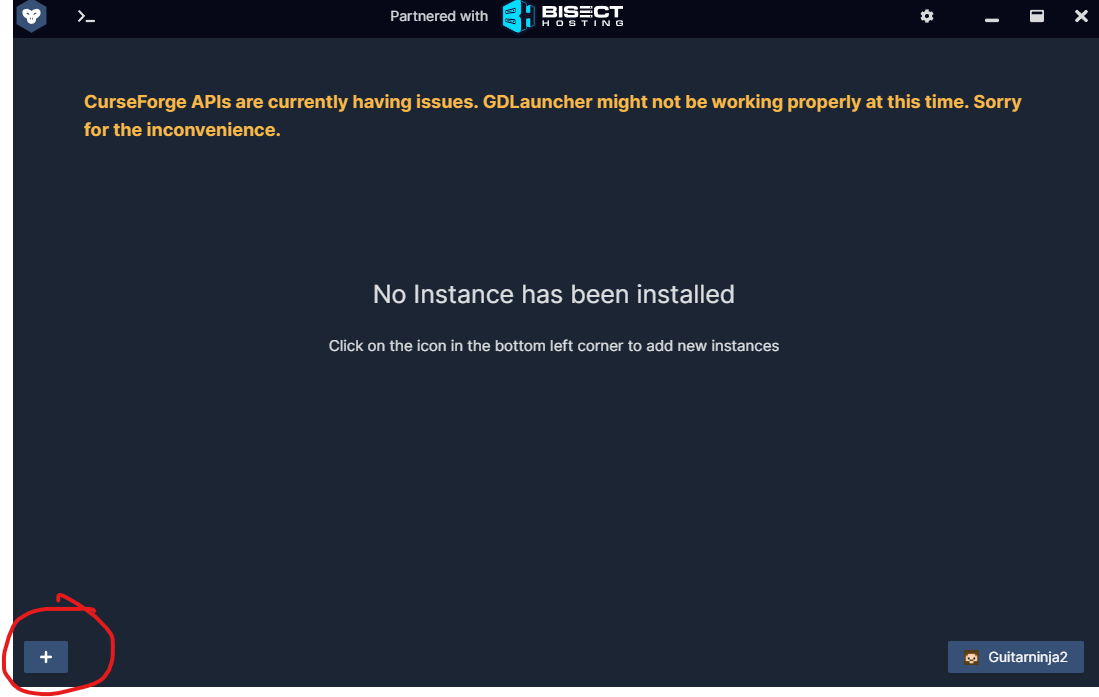 Partnered with BISECT HOSTING
CurseForge APIs are currently having issues. GDLauncher might not be working properly at this time. Sorry
for the inconvenience.
No Instance has been installed
Click on the icon in the bottom left corner to add new instances
+ Guitarninja2